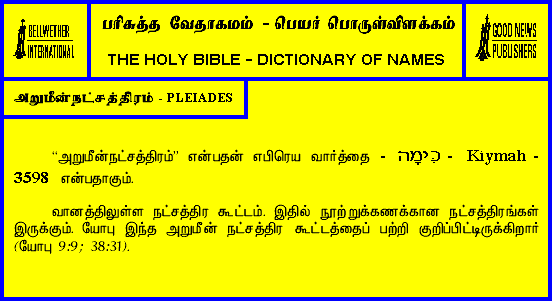 BELLWETHER
INTERNATIONAL
பரிசுத்த வேதாகமம் - பெயர் பொருள்விளக்கம்
THE HOLY BIBLE - DICTIONARY OF NAMES
GOOD NEWS
PUBLISHERS
அறுமீன்நட்சத்திரம் - PLEIADES
“அறுமீன்நட்சத்திரம்” என்பதன் எபிரெய வார்த்தை - כִּימָה - Kiymah -
3598 என்பதாகும்.
வானத்திலுள்ள நட்சத்திர கூட்டம். இதில் நூற்றுக்கணக்கான நட்சத்திரங்கள்
இருக்கும். யோபு இந்த அறுமீன் நட்சத்திர கூட்டத்தைப் பற்றி குறிப்பிட்டிருக்கிறார்
(யோபு 9:9; 38:31).